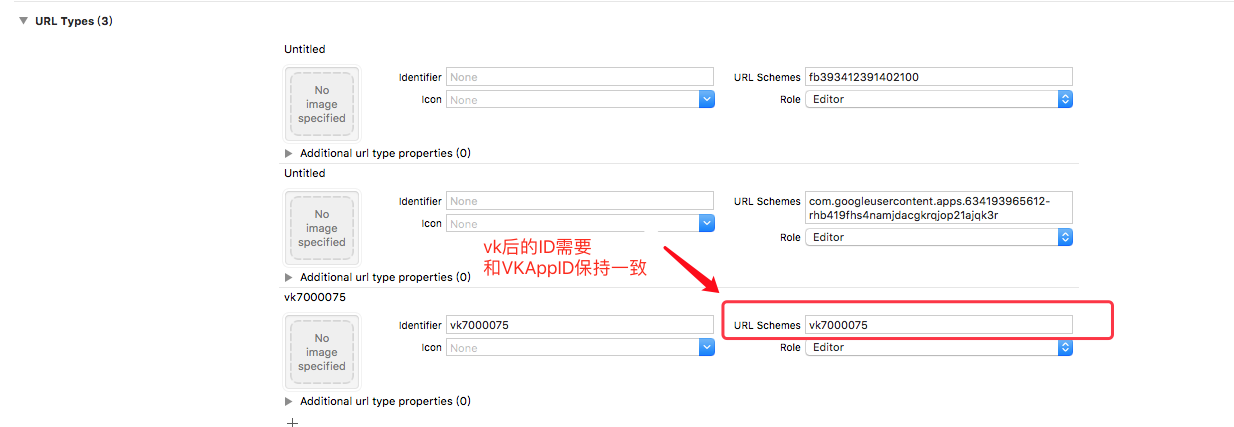 URL Types (3)
Untitled
No
image
specified
Identifier
None
URL Schemes
fb393412391402100
Icon
None
Role
Editor
Additional url type properties (0)
Untitled
No
image
specified
Identifier
None
URL Schemes
com.googleusercontent.apps.634193965612-
rhb419fhs4namjdacgkrqjop21ajqk3r
Icon
None
Role
Editor
vk后的ID需要
和VKAppID保持一致
Additional url type properties (0)
vk7000075
No
image
specified
Identifier
vk7000075
URL Schemes
vk7000075
Icon
None
Role
Editor
Additional url type properties (0)